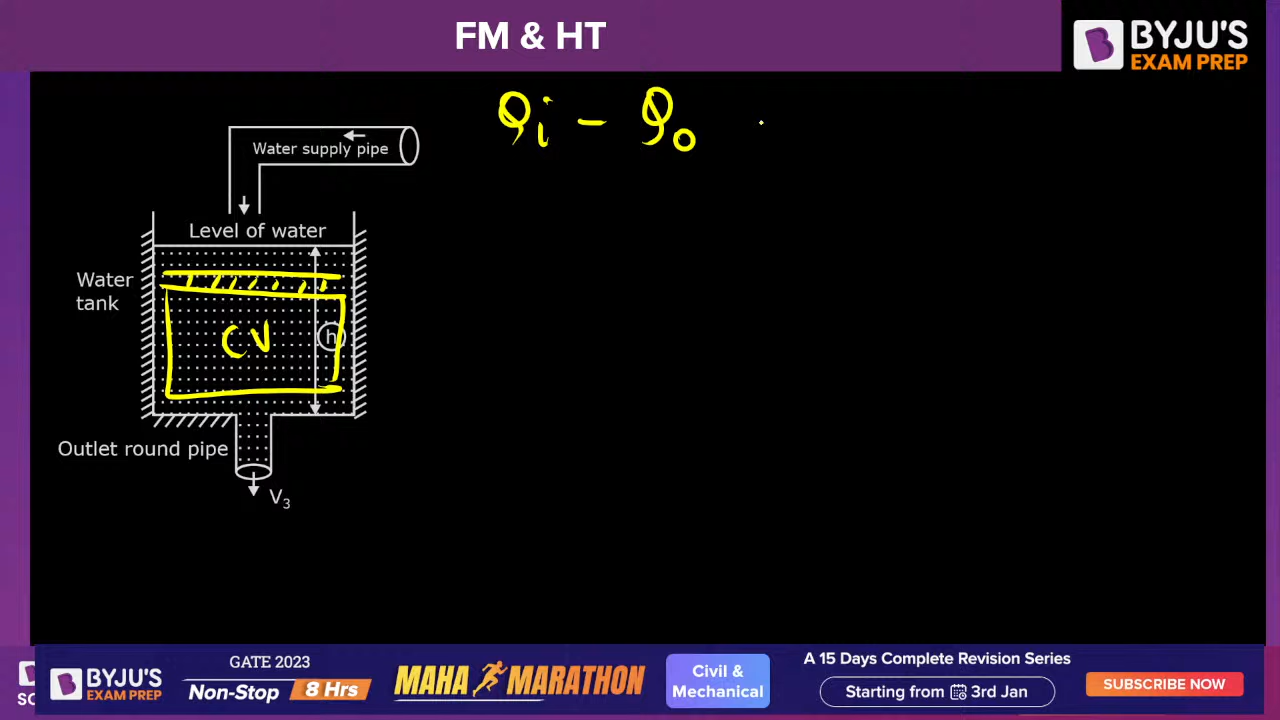 FM & HT
BYJU'S
EXAM PREP
Qi - Qo
Water supply pipe
Level of water
Water
tank
CV
h
Outlet round pipe
V3
BYJU'S
EXAM PREP
GATE 2023
Non-Stop 8 Hrs
MAHA MARATHON
Civil &
Mechanical
A 15 Days Complete Revision Series
Starting from 3rd Jan
SUBSCRIBE NOW